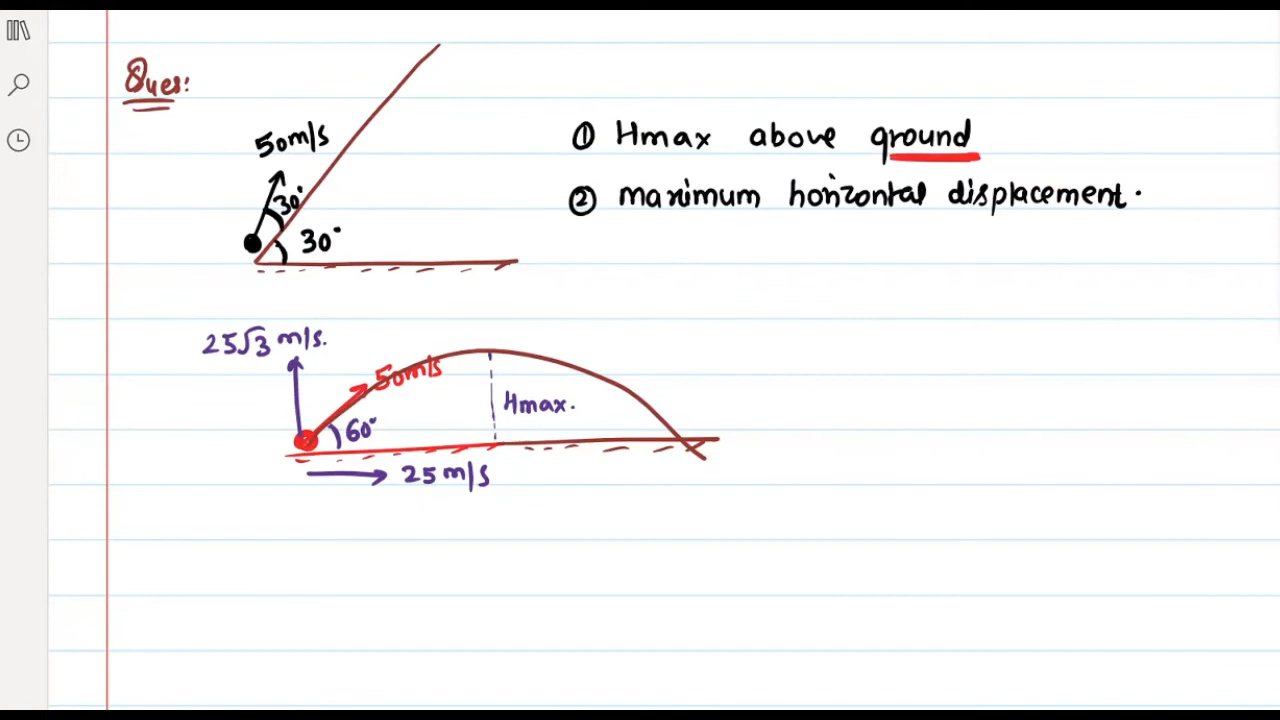 Ques:
50m/s
30°
30°
① Hmax above ground
② maximum horizontal displacement.
25√3 m/s.
50m/s
60°
Hmax.
25 m/s